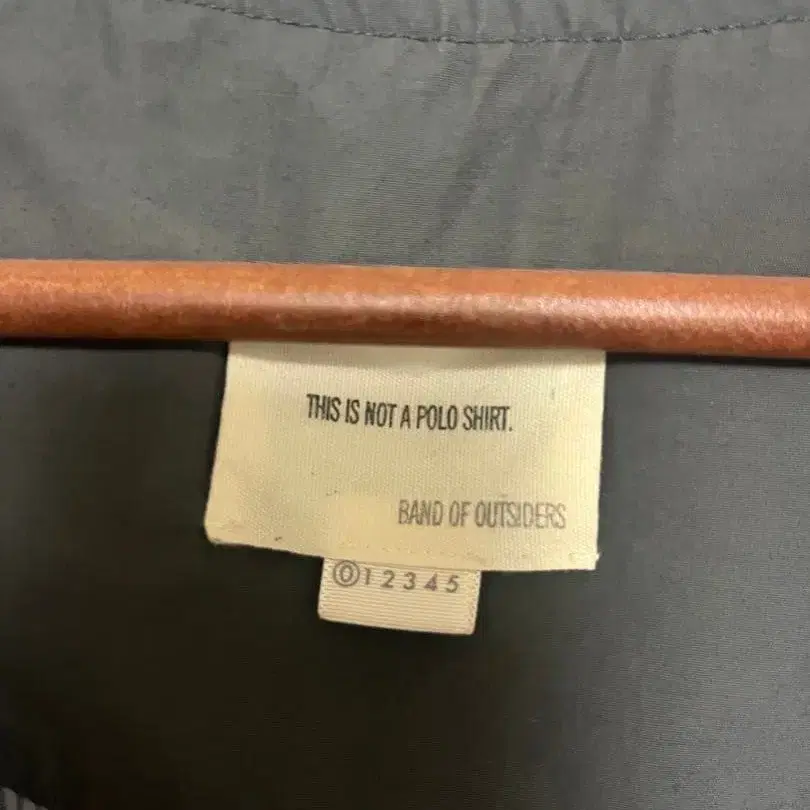 THIS IS NOT A POLO SHIRT.
BAND OF OUTSIDERS
0 1 2 3 4 5